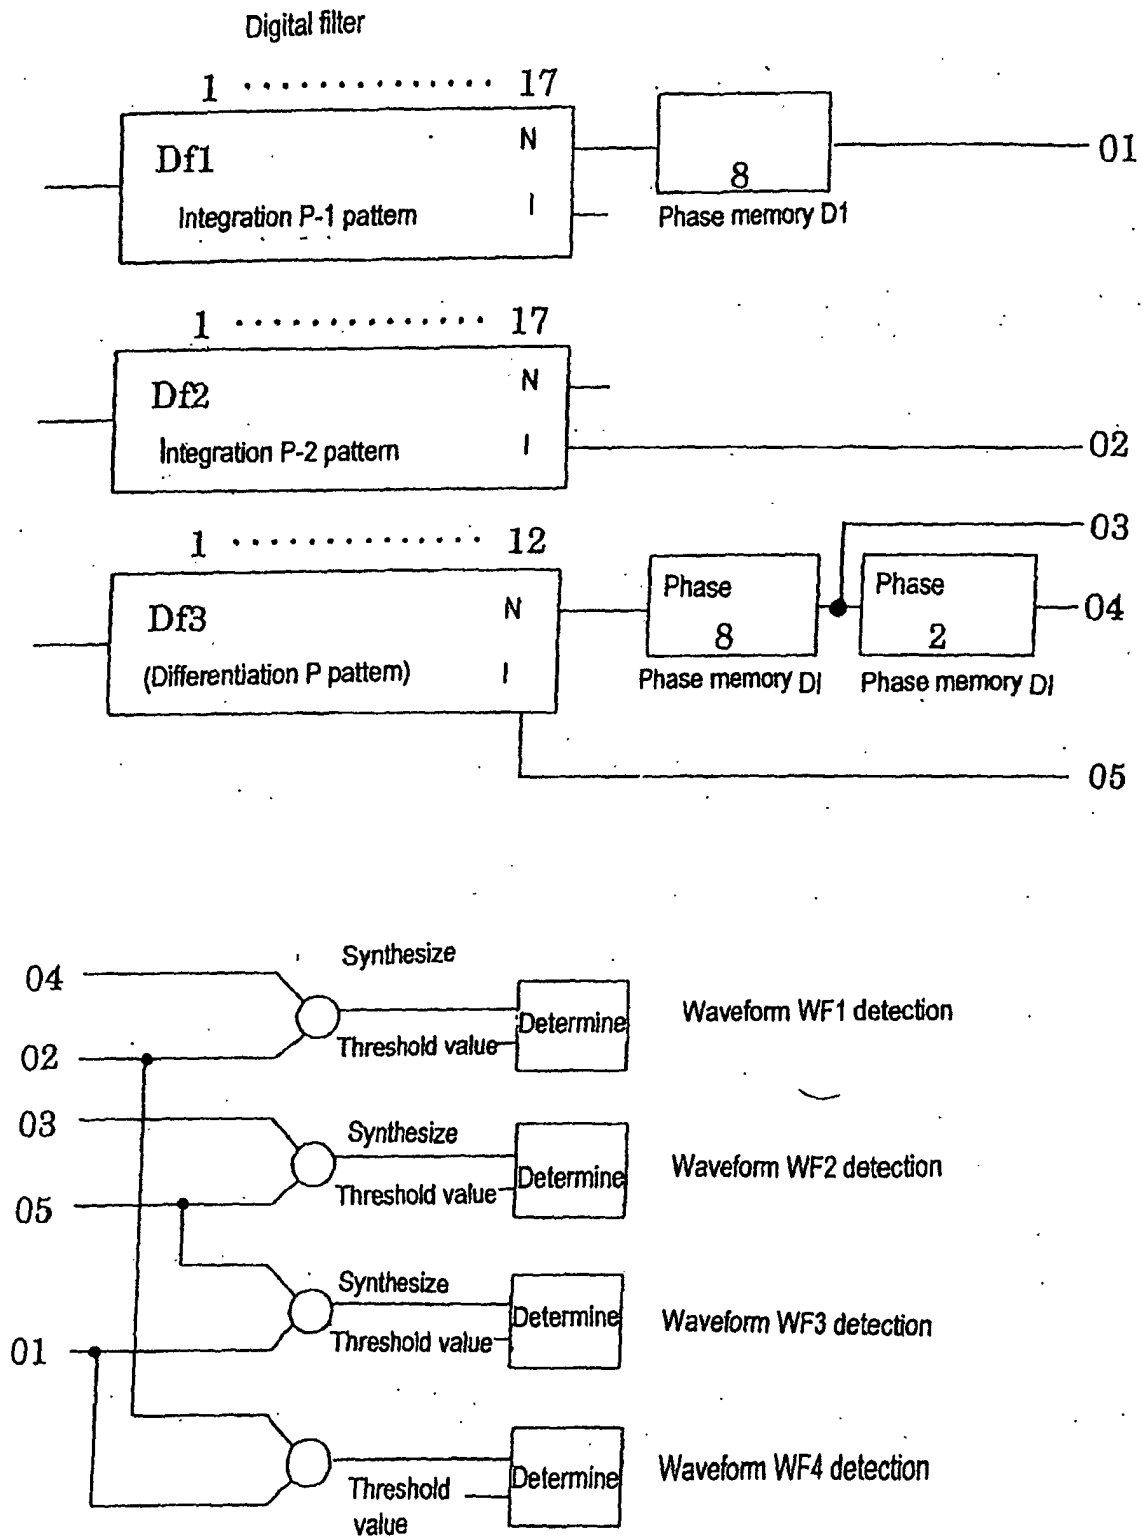 Digital filter
1 .............. 17
Df1
N
Integration P-1 pattern
I
8
Phase memory D1
01
1 .............. 17
Df2
N
Integration P-2 pattern
I
02
1 .............. 12
Df3
N
(Differentiation P pattern)
I
Phase
8
Phase memory DI
Phase
2
Phase memory DI
03
04
05
04
Synthesize
02
Threshold value
Determine
Waveform WF1 detection
03
Synthesize
05
Threshold value
Determine
Waveform WF2 detection
Synthesize
01
Threshold value
Determine
Waveform WF3 detection
Threshold
value
Determine
Waveform WF4 detection